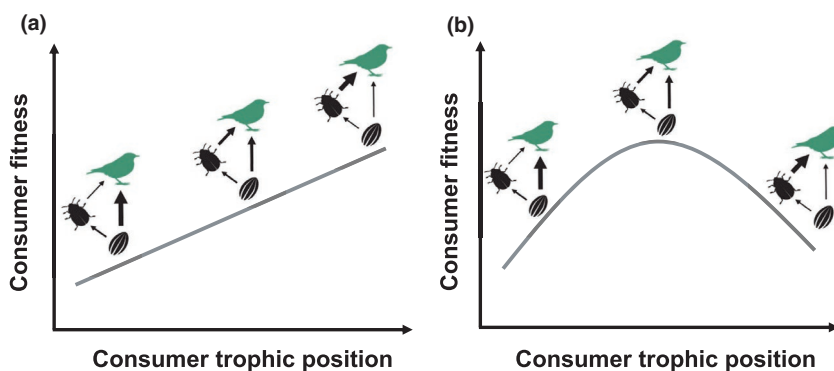 (a)
Consumer fitness
Consumer trophic position
(b)
Consumer fitness
Consumer trophic position